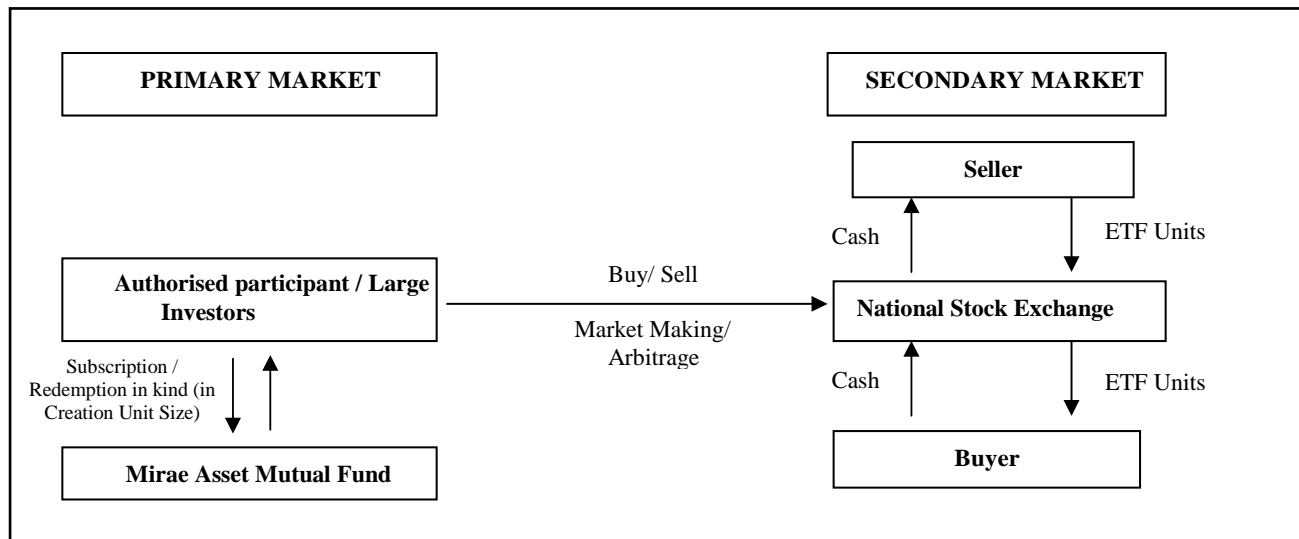 PRIMARY MARKET
SECONDARY MARKET
Seller
Cash
ETF Units
Authorised participant / Large
Investors
Buy/ Sell
National Stock Exchange
Market Making/
Arbitrage
Subscription /
Redemption in kind (in
Creation Unit Size)
Cash
ETF Units
Mirae Asset Mutual Fund
Buyer